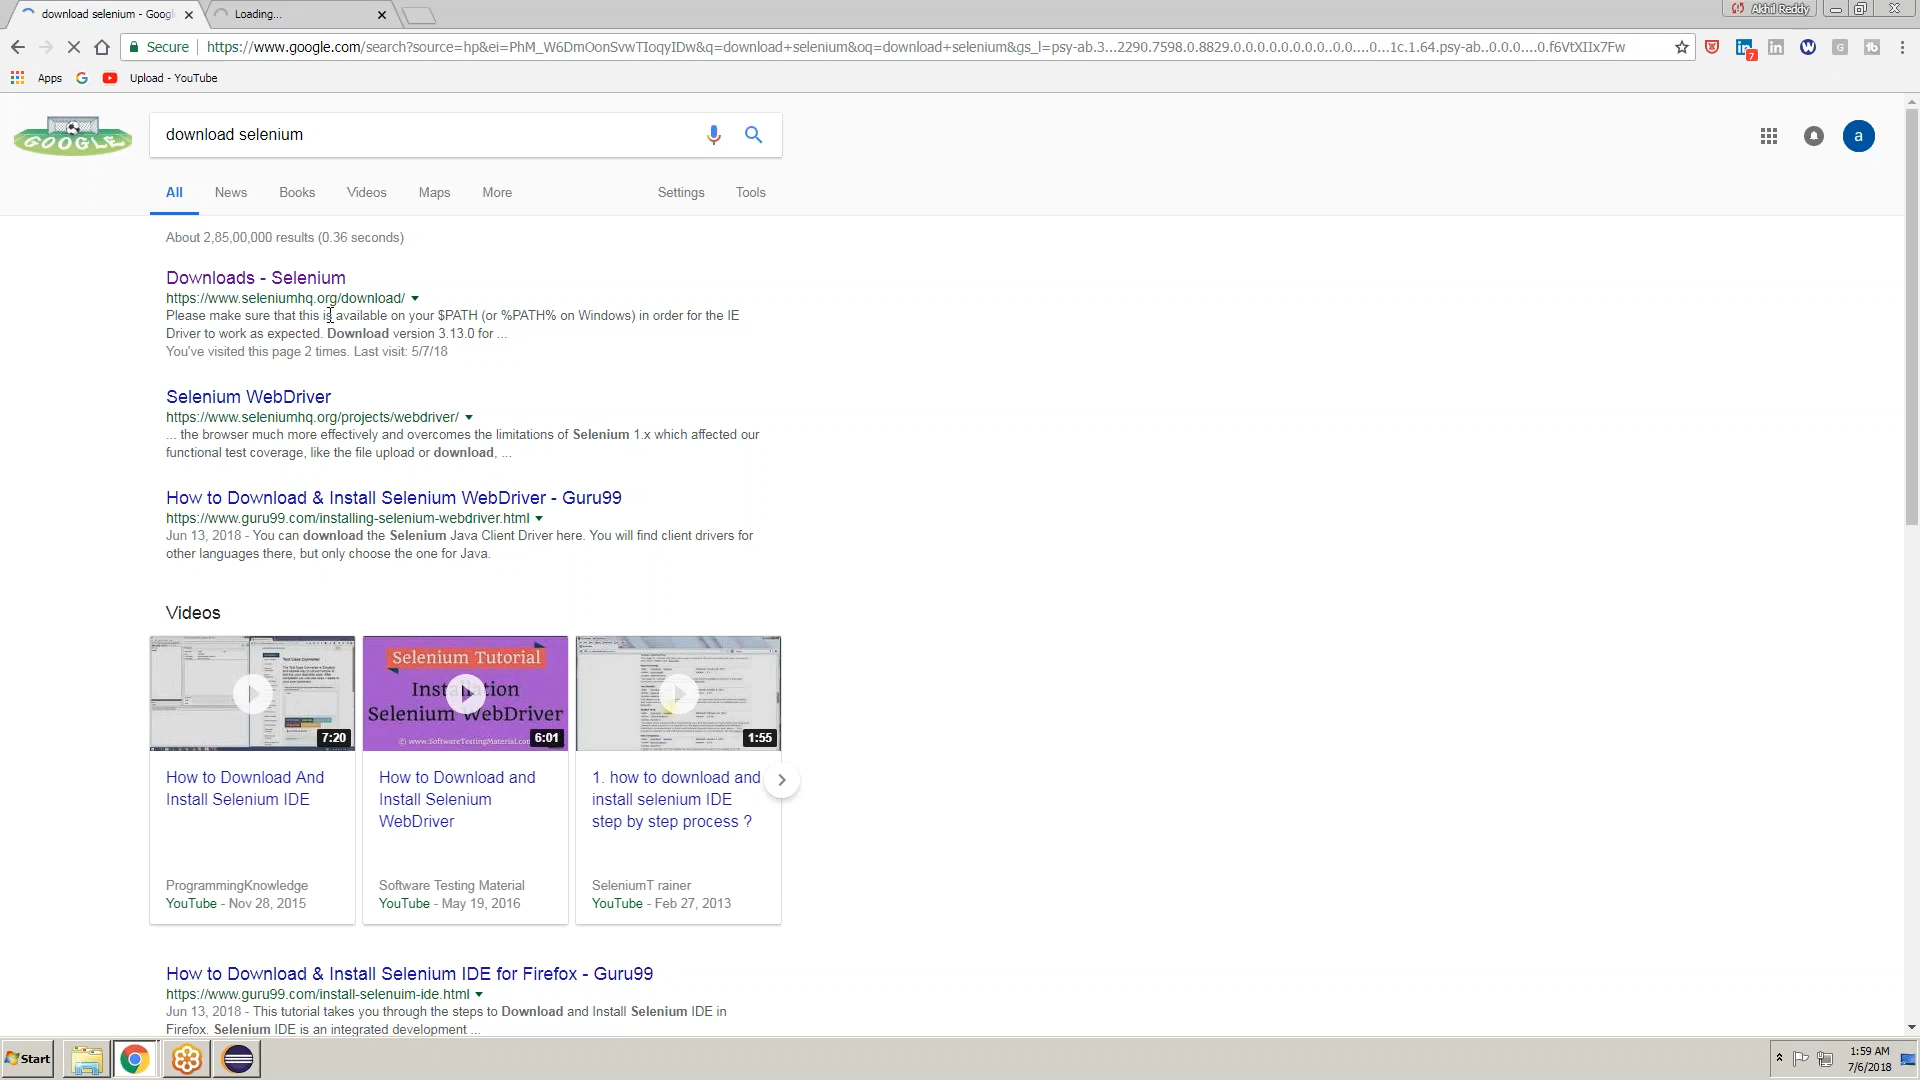 download selenium - Goog
Loading...
Akhil Reddy
Secure
https://www.google.com/search?source=hp&ei=PhM_W6DmOonSvwTIoqyIDw&q=download+selenium&oq=download+selenium&gs_l=psy-ab.3...2290.7598.0.8829.0.0.0.0.0.0.0.0..0.0....0...1c.1.64.psy-ab..0.0.0....0.f6VtXIIx7Fw
7
Apps
Upload - YouTube
GOOGLE
download selenium
a
All
News
Books
Videos
Maps
More
Settings
Tools
About 2,85,00,000 results (0.36 seconds)
Downloads - Selenium
https://www.seleniumhq.org/download/
Please make sure that this is available on your $PATH (or %PATH% on Windows) in order for the IE
Driver to work as expected. Download version 3.13.0 for ...
You've visited this page 2 times. Last visit: 5/7/18
Selenium WebDriver
https://www.seleniumhq.org/projects/webdriver/
... the browser much more effectively and overcomes the limitations of Selenium 1.x which affected our
functional test coverage, like the file upload or download, ...
How to Download & Install Selenium WebDriver - Guru99
https://www.guru99.com/installing-selenium-webdriver.html
Jun 13, 2018 - You can download the Selenium Java Client Driver here. You will find client drivers for
other languages there, but only choose the one for Java.
Videos
7:20
Selenium Tutorial
Installation
Selenium WebDriver
© www.SoftwareTestingMaterial.com
6:01
1:55
How to Download And
Install Selenium IDE
ProgrammingKnowledge
YouTube - Nov 28, 2015
How to Download and
Install Selenium
WebDriver
Software Testing Material
YouTube - May 19, 2016
1. how to download and
install selenium IDE
step by step process ?
SeleniumT rainer
YouTube - Feb 27, 2013
How to Download & Install Selenium IDE for Firefox - Guru99
https://www.guru99.com/install-selenuim-ide.html
Jun 13, 2018 - This tutorial takes you through the steps to Download and Install Selenium IDE in
Firefox. Selenium IDE is an integrated development ...
Start
1:59 AM
7/6/2018